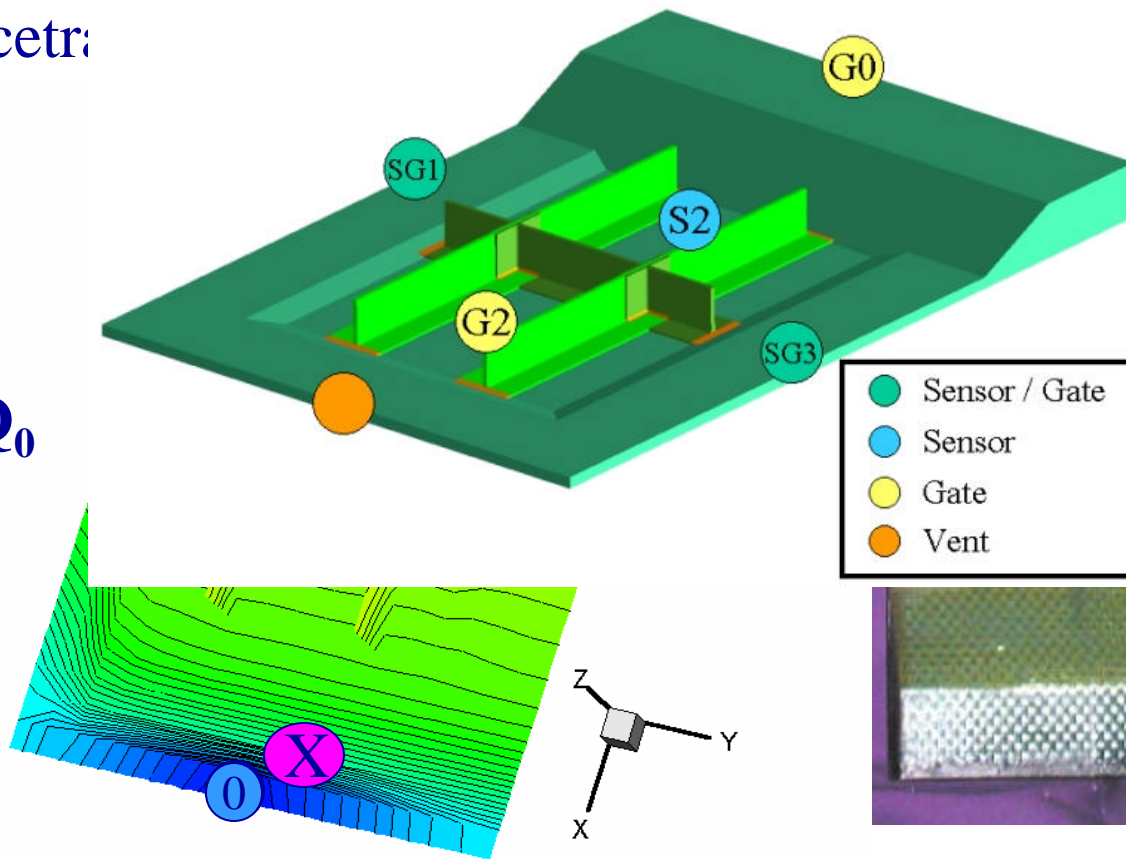 G0
SG1
S2
G2
SG3
Sensor / Gate
Sensor
Gate
Vent
0
X
Z
Y
X